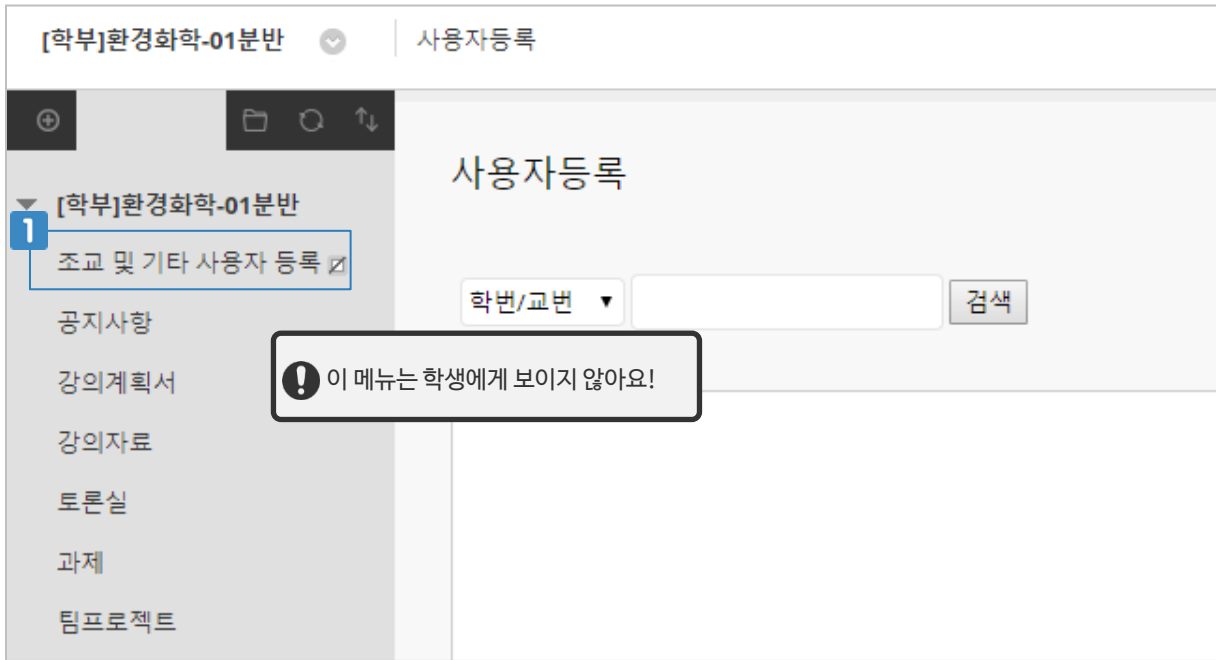 [학부]환경화학-01분반 사용자등록
사용자등록
[학부]환경화학-01분반
1
조교 및 기타 사용자 등록
학번/교번 ▼ 검색
공지사항
이 메뉴는 학생에게 보이지 않아요!
강의계획서
강의자료
토론실
과제
팀프로젝트